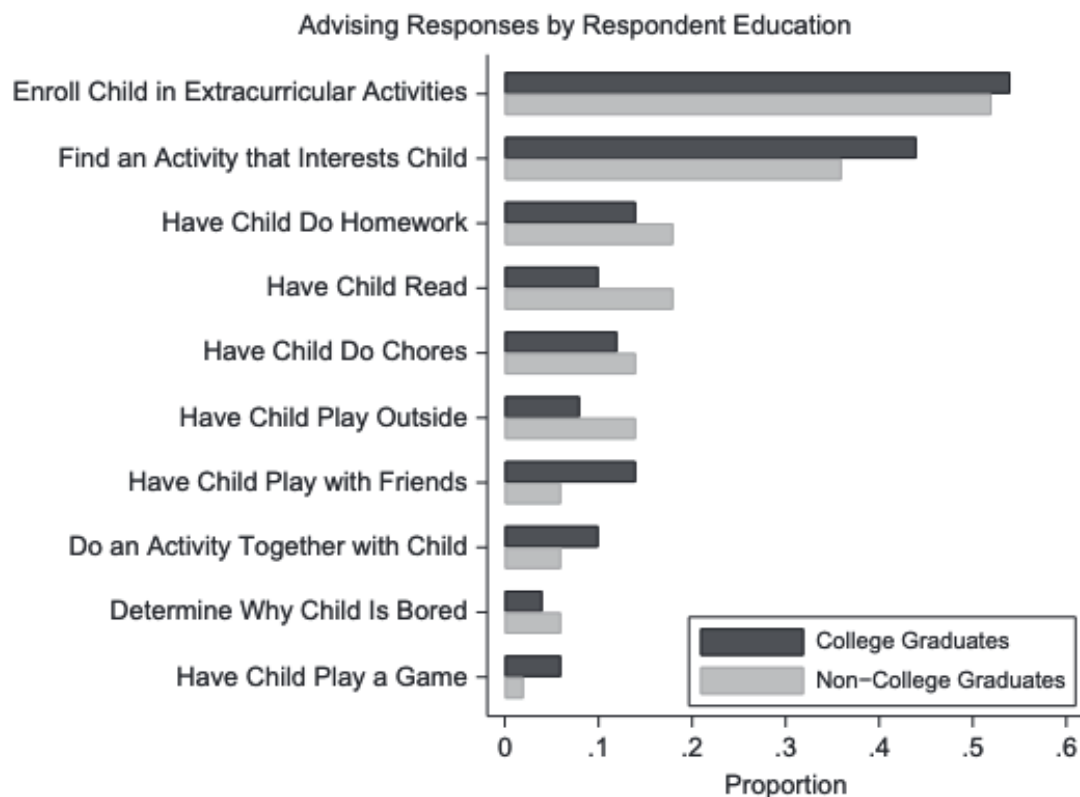 Advising Responses by Respondent Education
Enroll Child in Extracurricular Activities
Find an Activity that Interests Child
Have Child Do Homework
Have Child Read
Have Child Do Chores
Have Child Play Outside
Have Child Play with Friends
Do an Activity Together with Child
Determine Why Child Is Bored
Have Child Play a Game
College Graduates
Non−College Graduates
0 .1 .2 .3 .4 .5 .6
Proportion